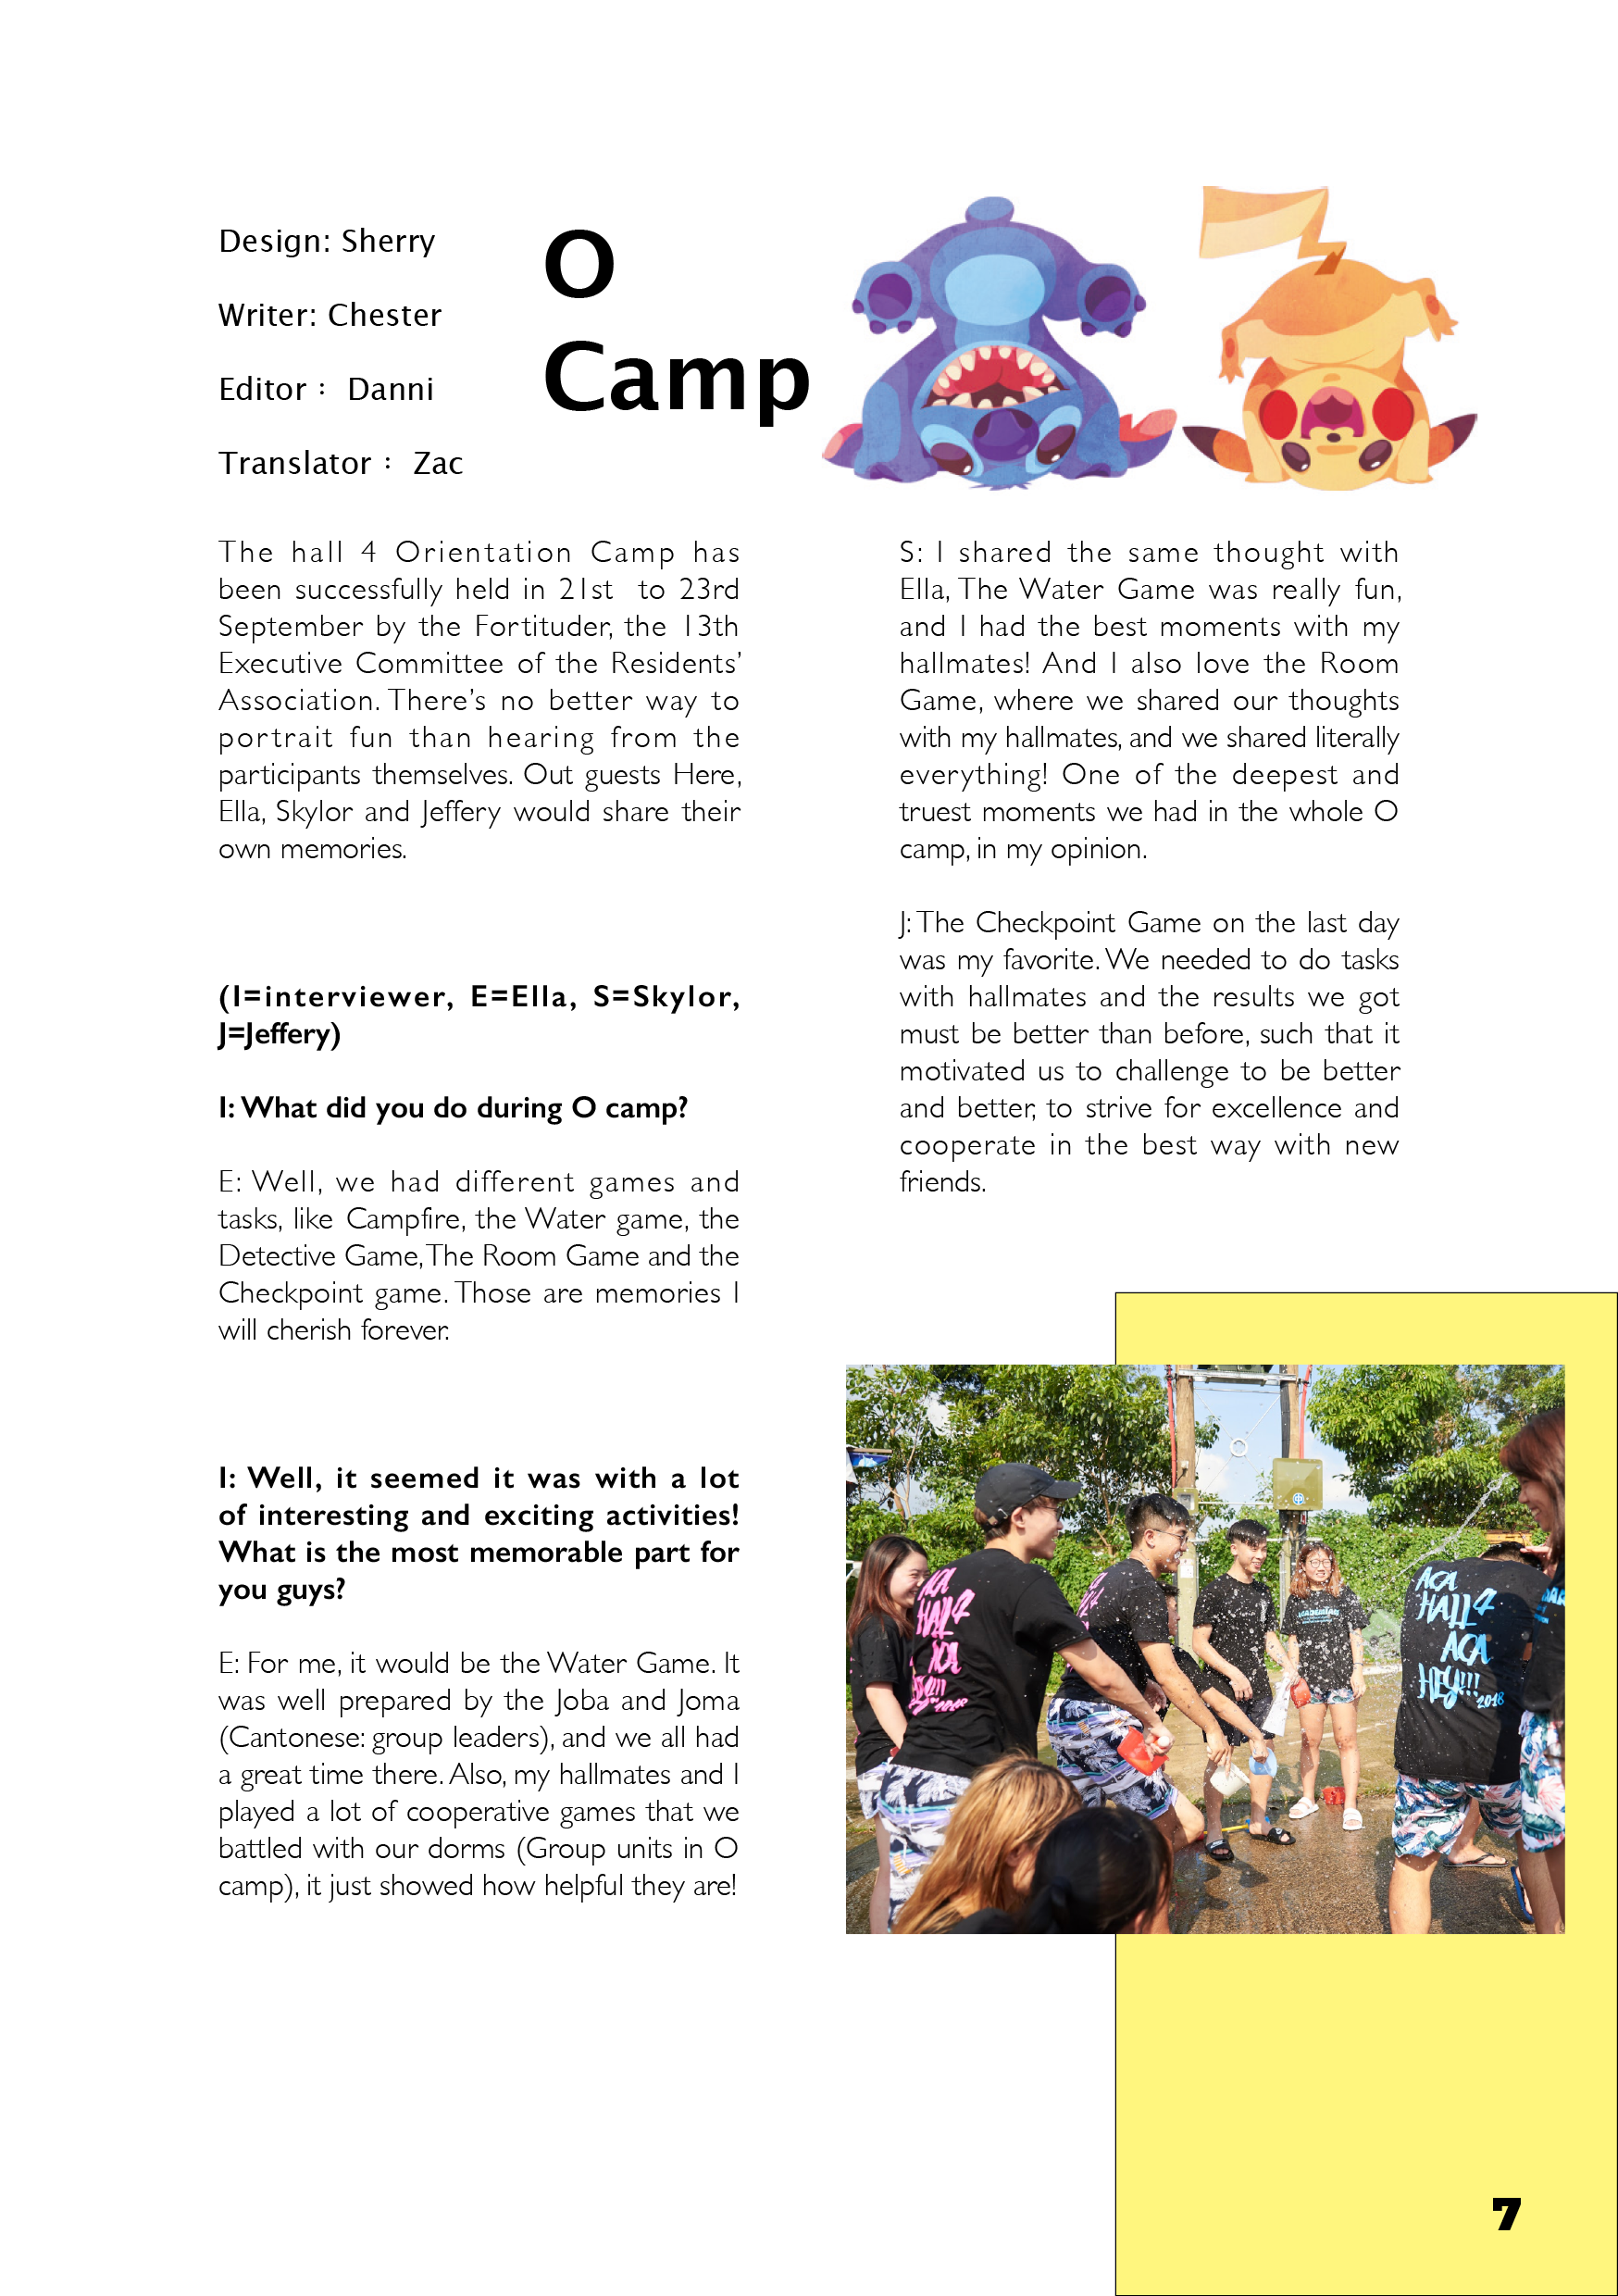 Design: Sherry
Writer: Chester
Editor： Danni
Translator： Zac
O
Camp
The hall 4 Orientation Camp has
been successfully held in 21st  to 23rd
September by the Fortituder, the 13th
Executive Committee of the Residents’
Association. There’s no better way to
portrait fun than hearing from the
participants themselves. Out guests Here,
Ella, Skylor and Jeffery would share their
own memories.
(I=interviewer, E=Ella, S=Skylor,
J=Jeffery)
I: What did you do during O camp?
E: Well, we had different games and
tasks, like Campfire, the Water game, the
Detective Game, The Room Game and the
Checkpoint game. Those are memories I
will cherish forever.
I: Well, it seemed it was with a lot
of interesting and exciting activities!
What is the most memorable part for
you guys?
E: For me, it would be the Water Game. It
was well prepared by the Joba and Joma
(Cantonese: group leaders), and we all had
a great time there. Also, my hallmates and I
played a lot of cooperative games that we
battled with our dorms (Group units in O
camp), it just showed how helpful they are!
S: I shared the same thought with
Ella, The Water Game was really fun,
and I had the best moments with my
hallmates! And I also love the Room
Game, where we shared our thoughts
with my hallmates, and we shared literally
everything! One of the deepest and
truest moments we had in the whole O
camp, in my opinion.
J: The Checkpoint Game on the last day
was my favorite. We needed to do tasks
with hallmates and the results we got
must be better than before, such that it
motivated us to challenge to be better
and better, to strive for excellence and
cooperate in the best way with new
friends.
ACA
HALL4
ACA
HEY!!!
2018
7